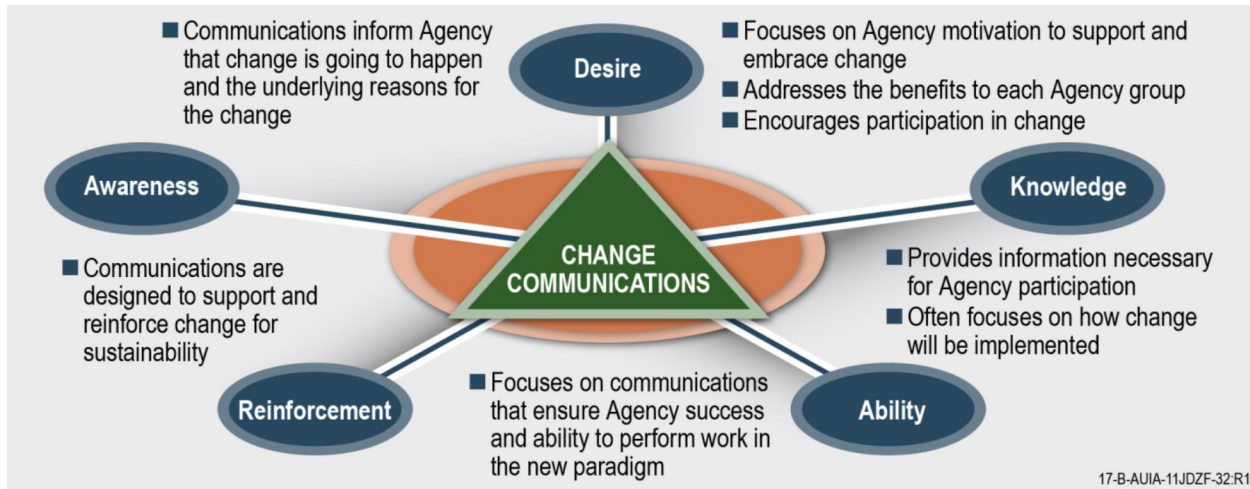 Awareness
■ Communications inform Agency
that change is going to happen
and the underlying reasons for
the change
Desire
■ Focuses on Agency motivation to support and
embrace change
■ Addresses the benefits to each Agency group
■ Encourages participation in change
Knowledge
■ Provides information necessary
for Agency participation
■ Often focuses on how change
will be implemented
CHANGE
COMMUNICATIONS
■ Communications are
designed to support and
reinforce change for
sustainability
Reinforcement
■ Focuses on communications
that ensure Agency success
and ability to perform work in
the new paradigm
Ability
17-B-AUIA-11JDZF-32:R1